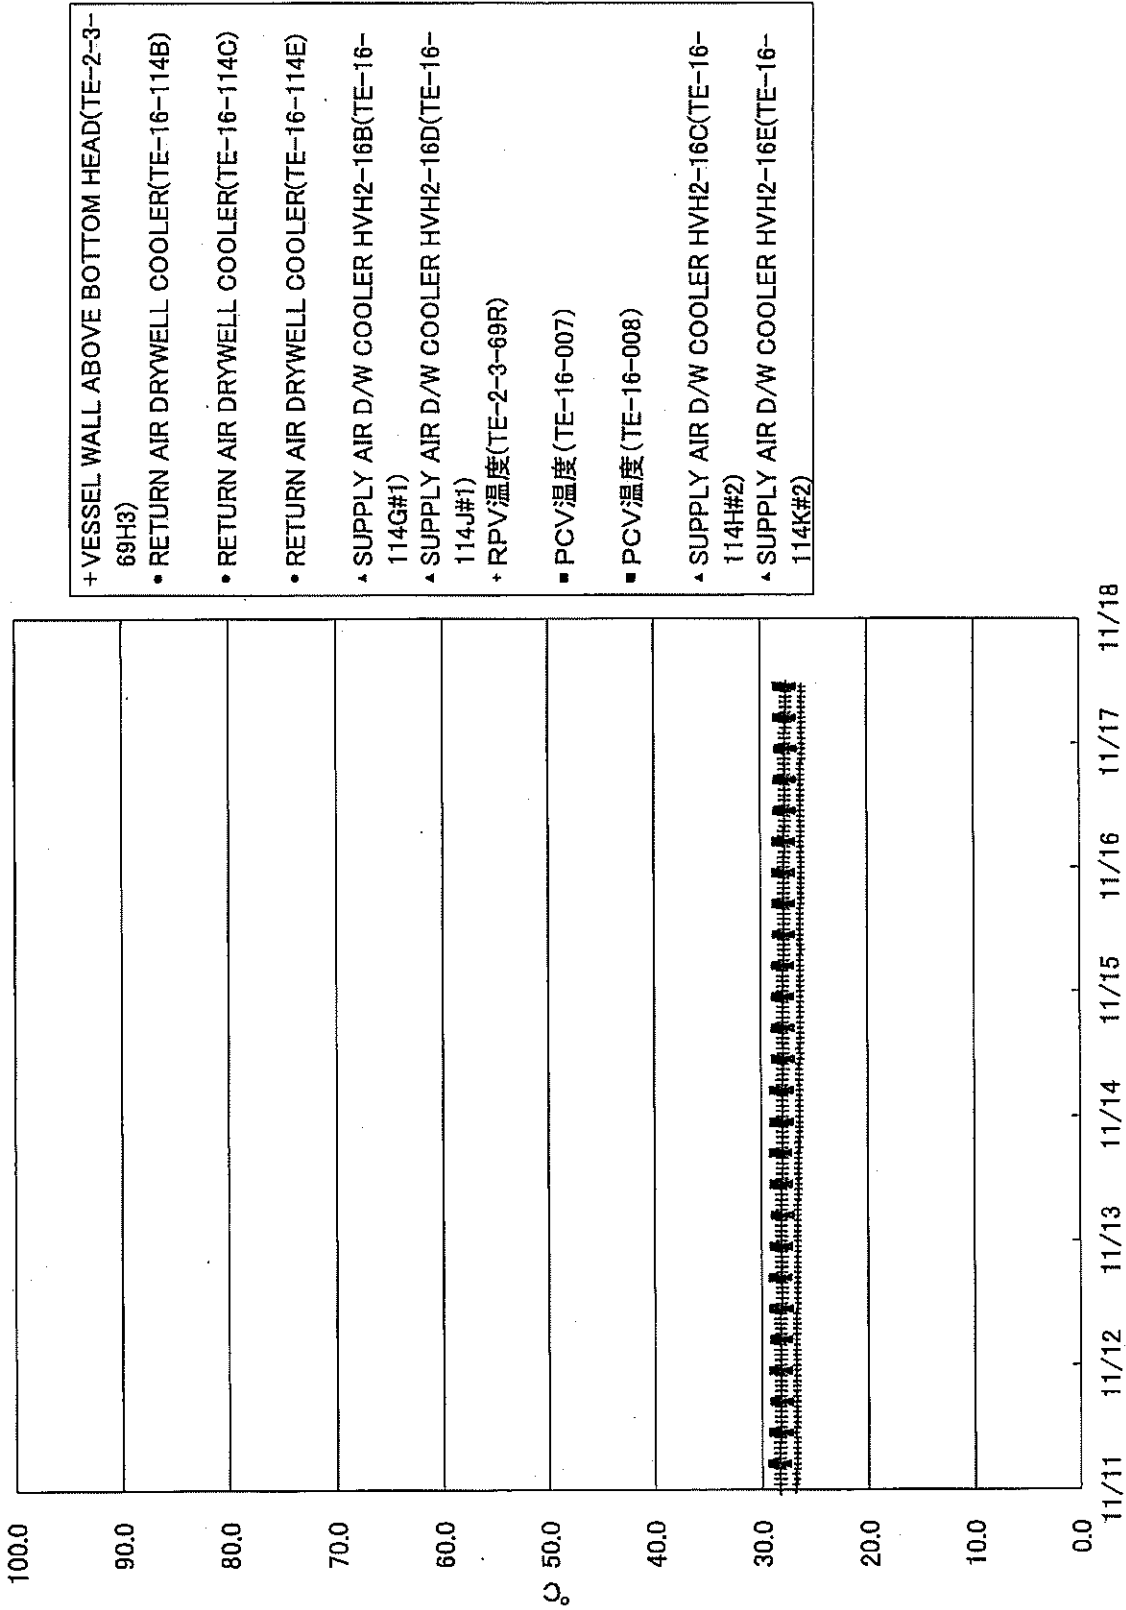 100.0
90.0
80.0
70.0
60.0
50.0
40.0
30.0
20.0
10.0
0.0
℃
11/11
11/12
11/13
11/14
11/15
11/16
11/17
11/18
+ VESSEL WALL ABOVE BOTTOM HEAD(TE-2-3-
69H3)
• RETURN AIR DRYWELL COOLER(TE-16-114B)
• RETURN AIR DRYWELL COOLER(TE-16-114C)
• RETURN AIR DRYWELL COOLER(TE-16-114E)
▲ SUPPLY AIR D/W COOLER HVH2-16B(TE-16-
114G#1)
▲ SUPPLY AIR D/W COOLER HVH2-16D(TE-16-
114J#1)
+ RPV温度(TE-2-3-69R)
■ PCV温度(TE-16-007)
■ PCV温度(TE-16-008)
▲ SUPPLY AIR D/W COOLER HVH2-16C(TE-16-
114H#2)
▲ SUPPLY AIR D/W COOLER HVH2-16E(TE-16-
114K#2)